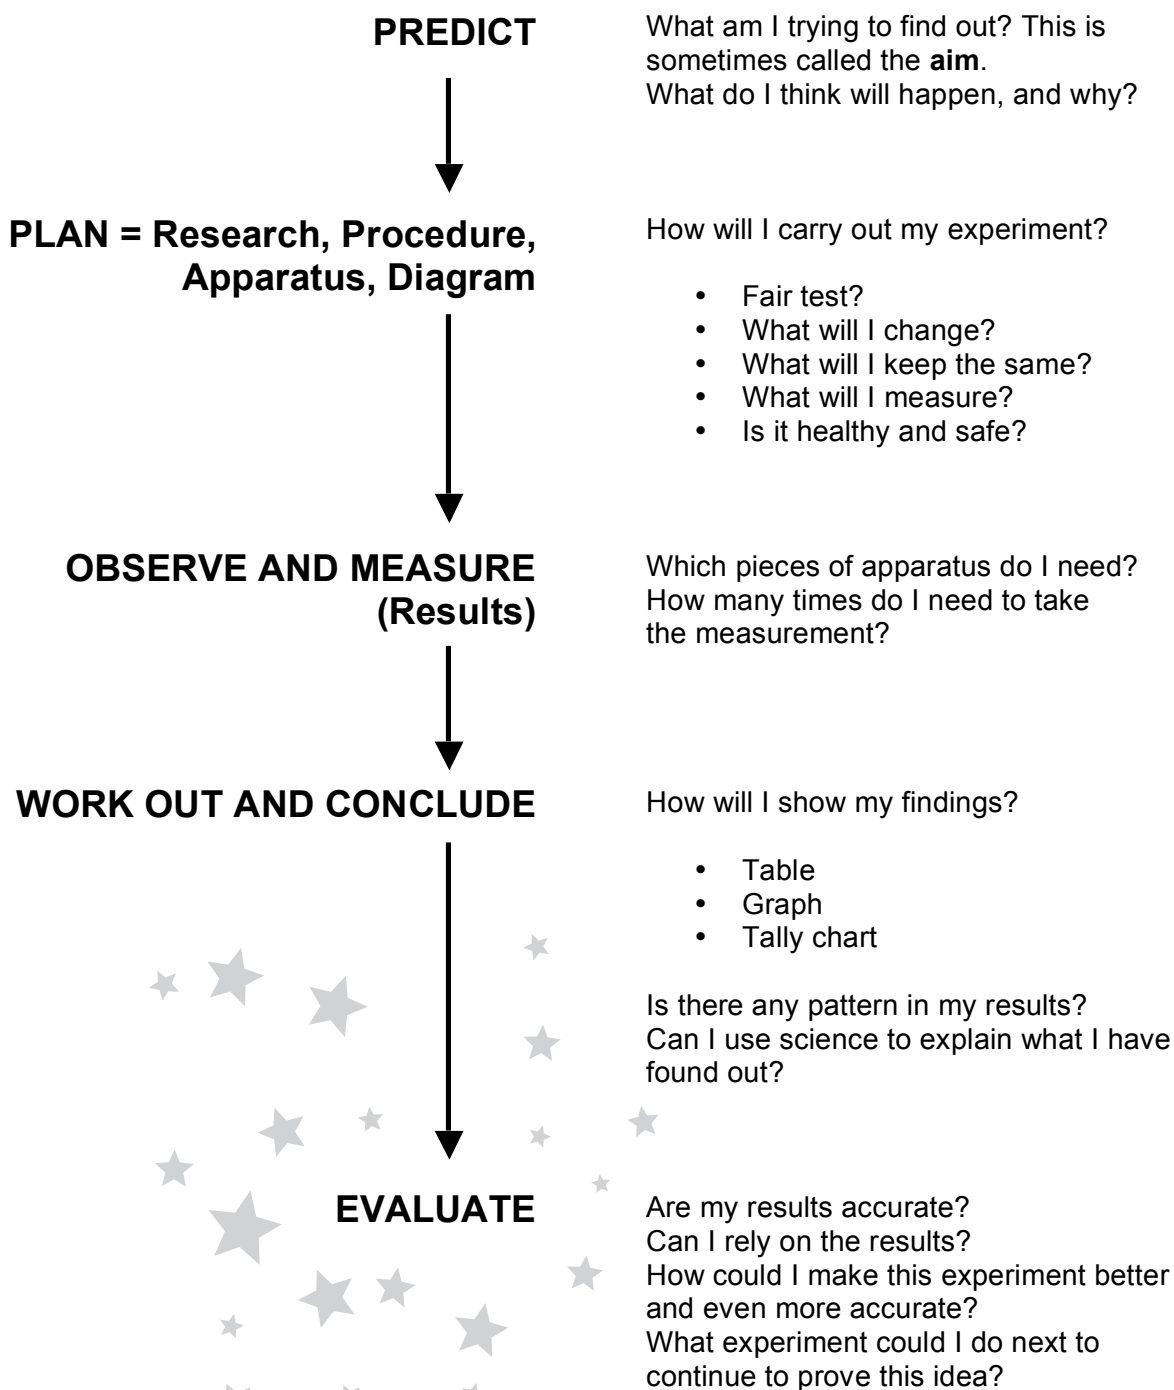 PREDICT
What am I trying to find out? This is
sometimes called the aim.
What do I think will happen, and why?
PLAN = Research, Procedure,
Apparatus, Diagram
How will I carry out my experiment?
• Fair test?
• What will I change?
• What will I keep the same?
• What will I measure?
• Is it healthy and safe?
OBSERVE AND MEASURE
(Results)
Which pieces of apparatus do I need?
How many times do I need to take
the measurement?
WORK OUT AND CONCLUDE
How will I show my findings?
• Table
• Graph
• Tally chart
Is there any pattern in my results?
Can I use science to explain what I have
found out?
EVALUATE
Are my results accurate?
Can I rely on the results?
How could I make this experiment better
and even more accurate?
What experiment could I do next to
continue to prove this idea?